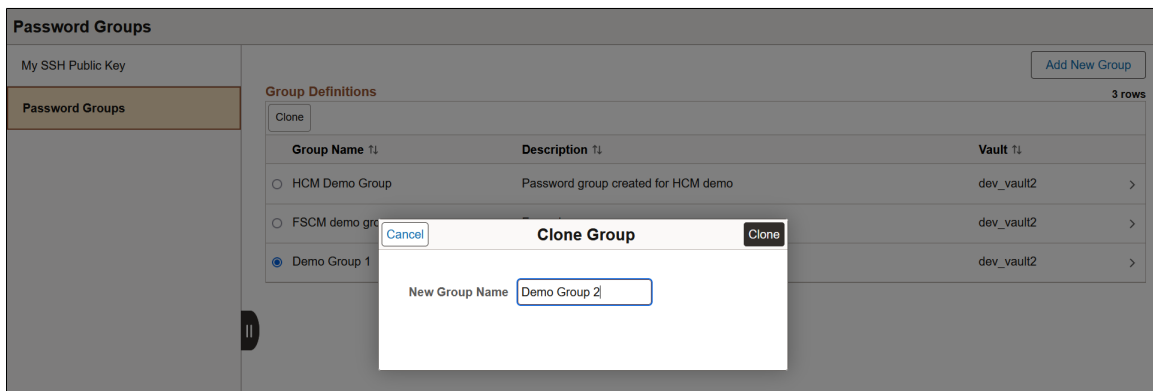 Password Groups
My SSH Public Key
Password Groups
Add New Group
Group Definitions
3 rows
Clone
Group Name Description Vault
HCM Demo Group Password group created for HCM demo dev_vault2
FSCM demo gro dev_vault2
Demo Group 1 dev_vault2
Cancel Clone Group Clone
New Group Name Demo Group 2